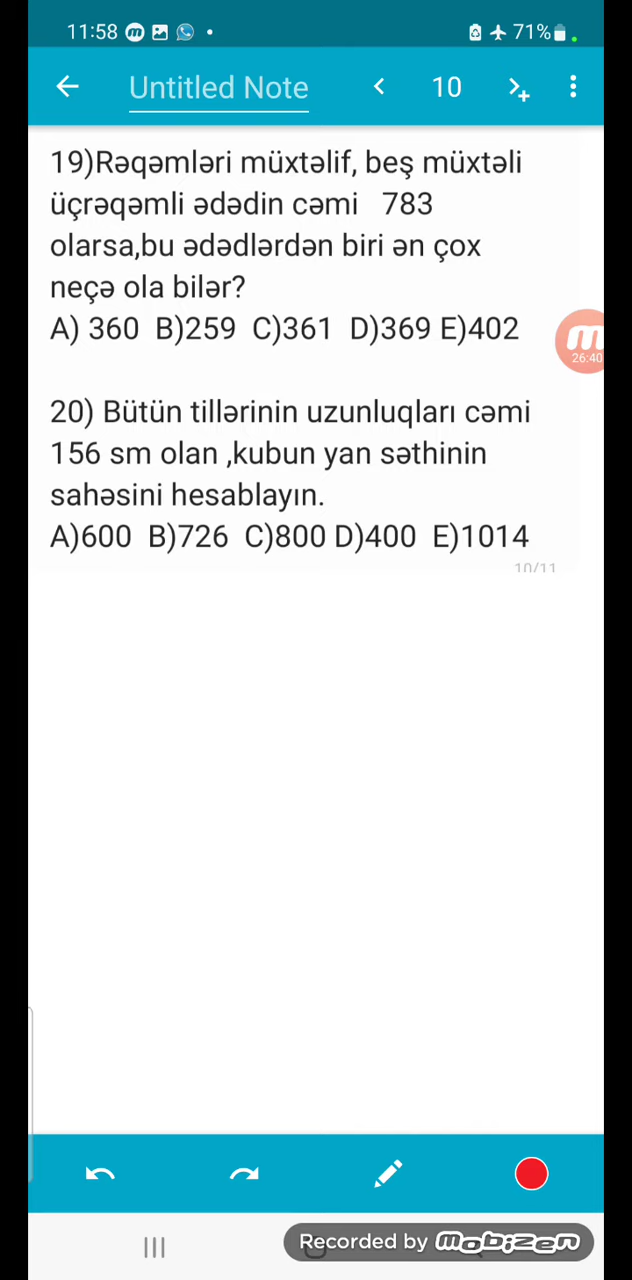 11:58 71%
Untitled Note 10
19)Rəqəmləri müxtəlif, beş müxtəli
üçrəqəmli ədədin cəmi 783
olarsa,bu ədədlərdən biri ən çox
neçə ola bilər?
A) 360 B)259 C)361 D)369 E)402
26:40
20) Bütün tillərinin uzunluqları cəmi
156 sm olan ,kubun yan səthinin
sahəsini hesablayın.
A)600 B)726 C)800 D)400 E)1014
10/11
Recorded by mobizen